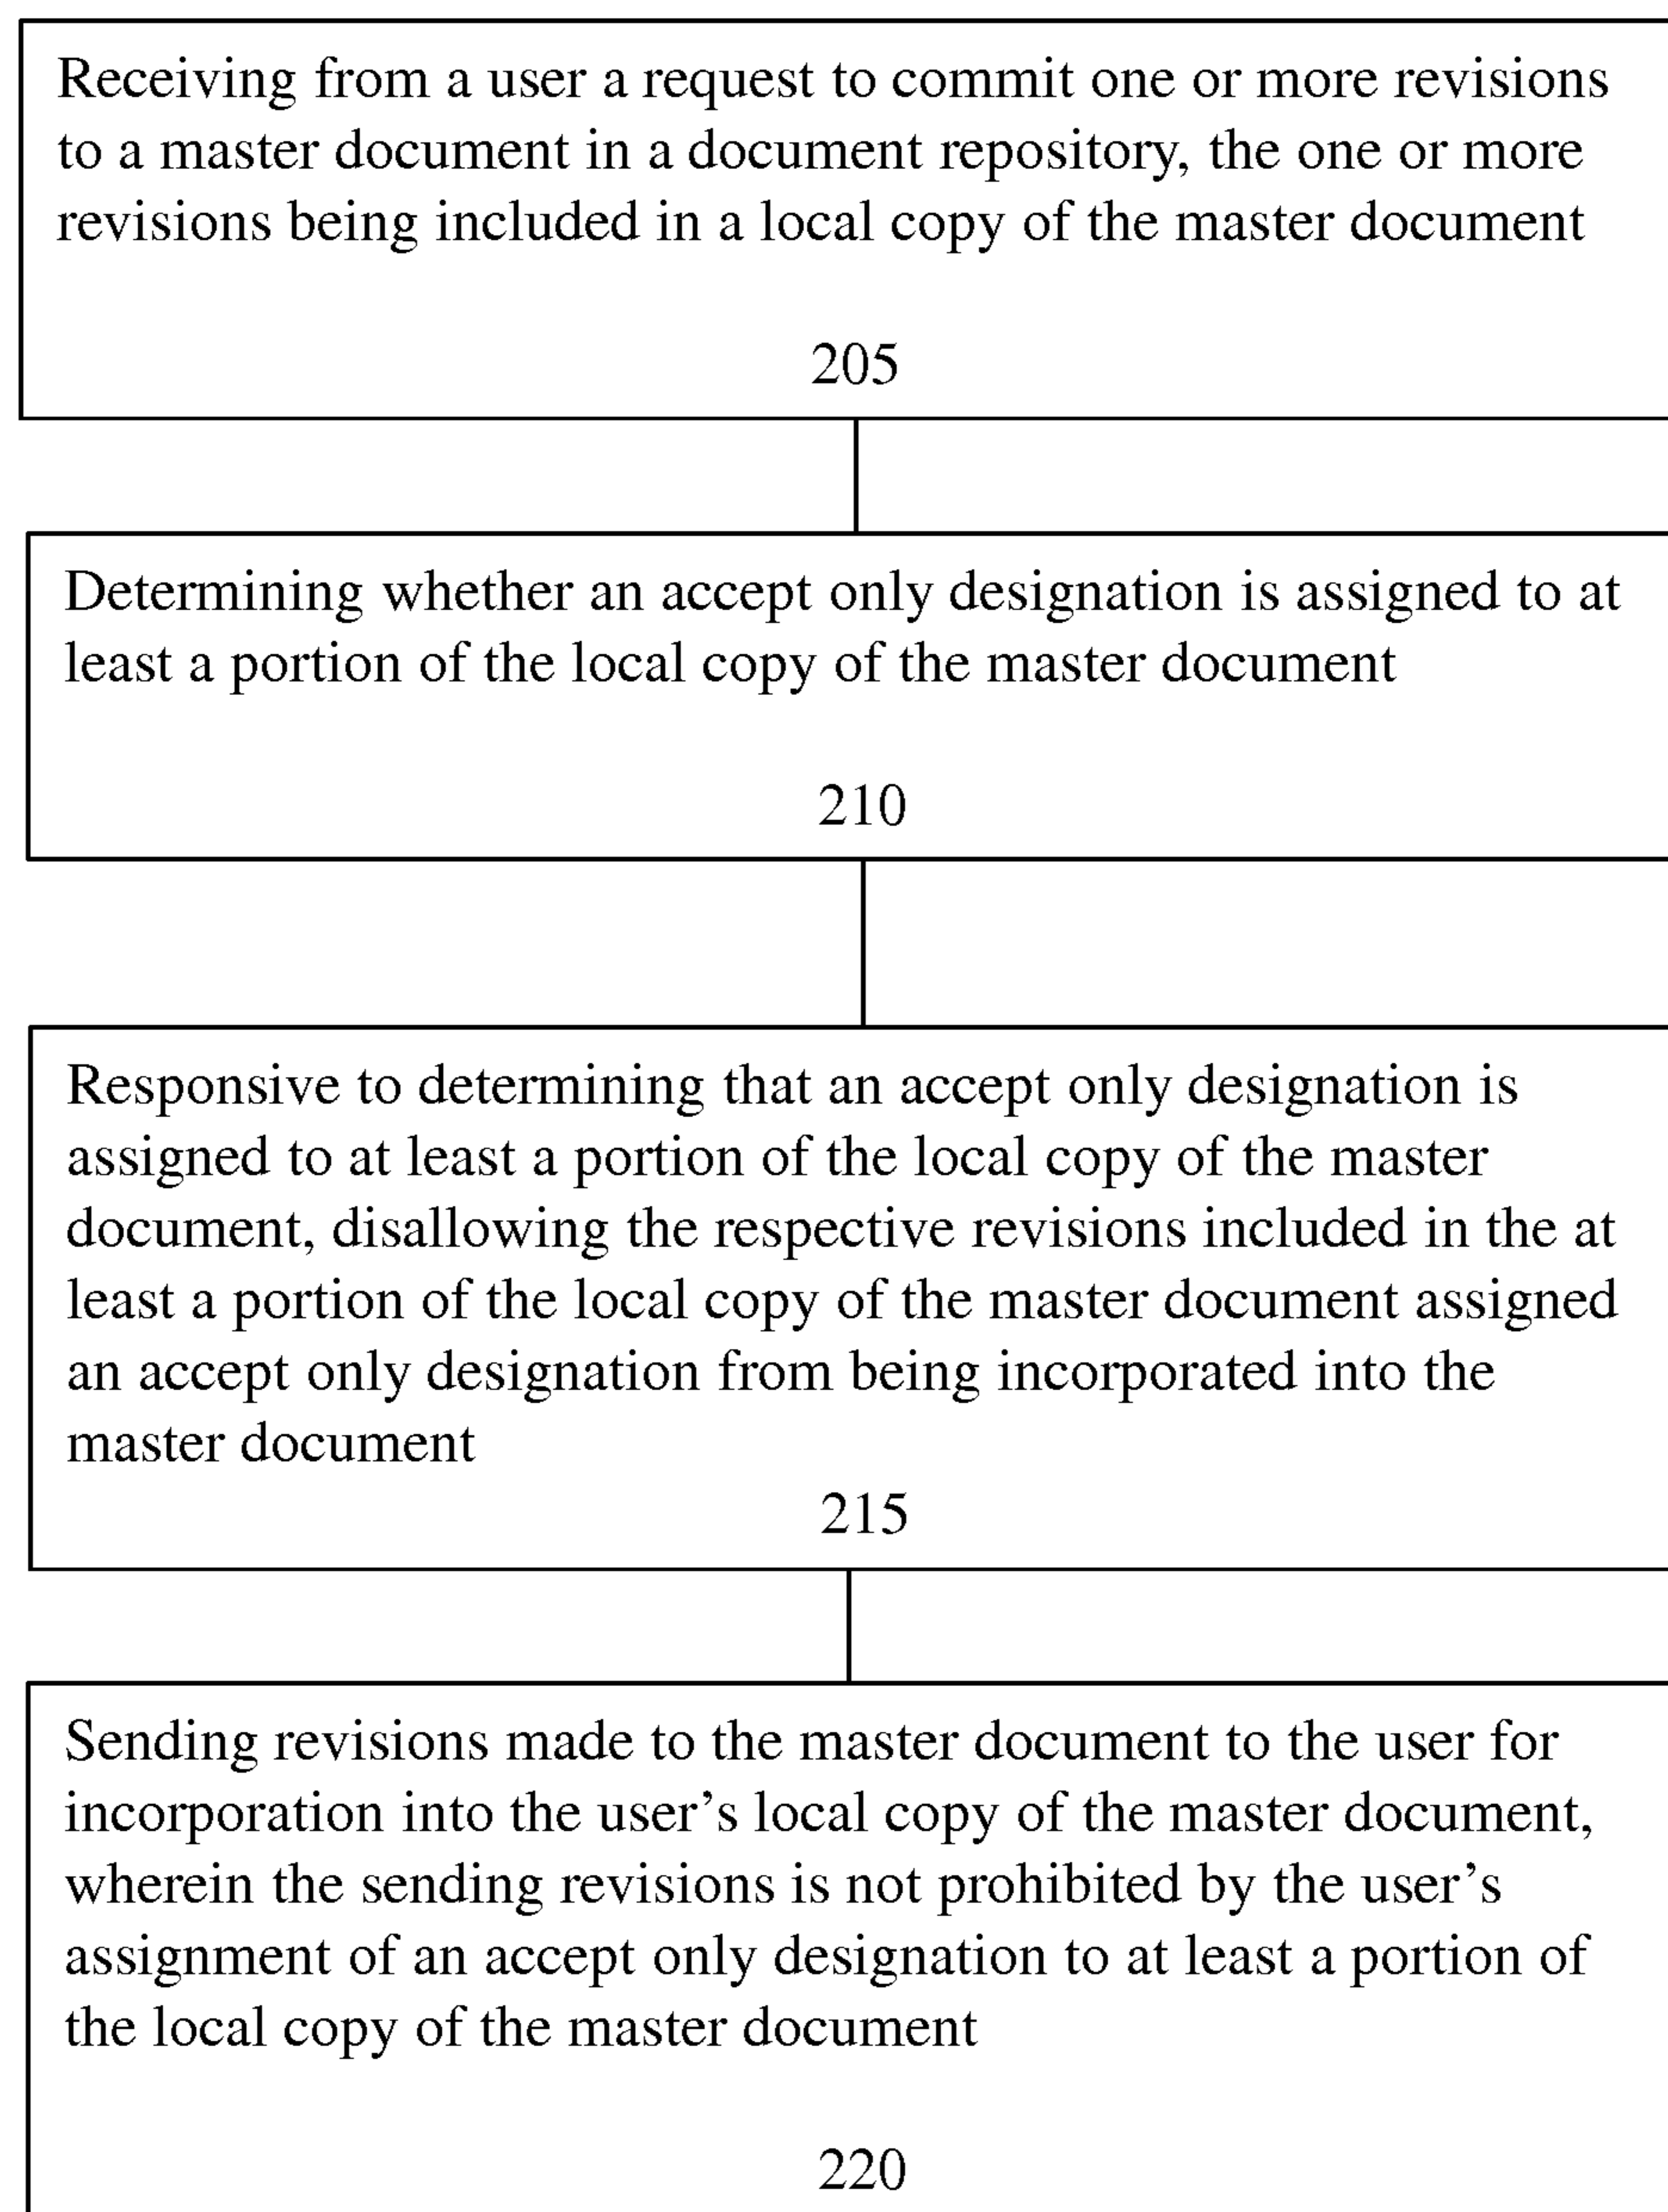 Receiving from a user a request to commit one or more revisions
to a master document in a document repository, the one or more
revisions being included in a local copy of the master document
205
Determining whether an accept only designation is assigned to at
least a portion of the local copy of the master document
210
Responsive to determining that an accept only designation is
assigned to at least a portion of the local copy of the master
document, disallowing the respective revisions included in the at
least a portion of the local copy of the master document assigned
an accept only designation from being incorporated into the
master document
215
Sending revisions made to the master document to the user for
incorporation into the user’s local copy of the master document,
wherein the sending revisions is not prohibited by the user’s
assignment of an accept only designation to at least a portion of
the local copy of the master document
220